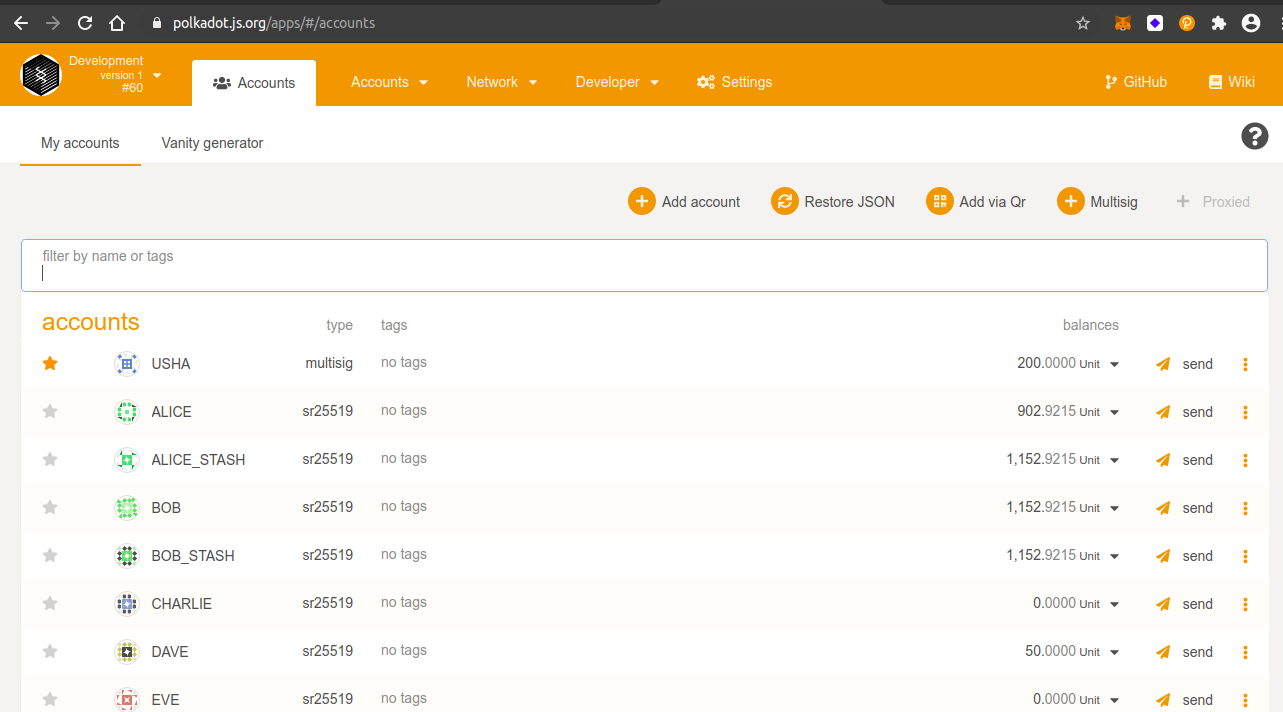 polkadot.js.org/apps/#/accounts
Development
version 1
#60
Accounts
Accounts
Network
Developer
Settings
GitHub
Wiki
My accounts
Vanity generator
Add account
Restore JSON
Add via Qr
Multisig
Proxied
filter by name or tags
accounts type tags balances
USHA multisig no tags 200.0000 Unit send
ALICE sr25519 no tags 902.9215 Unit send
ALICE_STASH sr25519 no tags 1,152.9215 Unit send
BOB sr25519 no tags 1,152.9215 Unit send
BOB_STASH sr25519 no tags 1,152.9215 Unit send
CHARLIE sr25519 no tags 0.0000 Unit send
DAVE sr25519 no tags 50.0000 Unit send
EVE sr25519 no tags 0.0000 Unit send